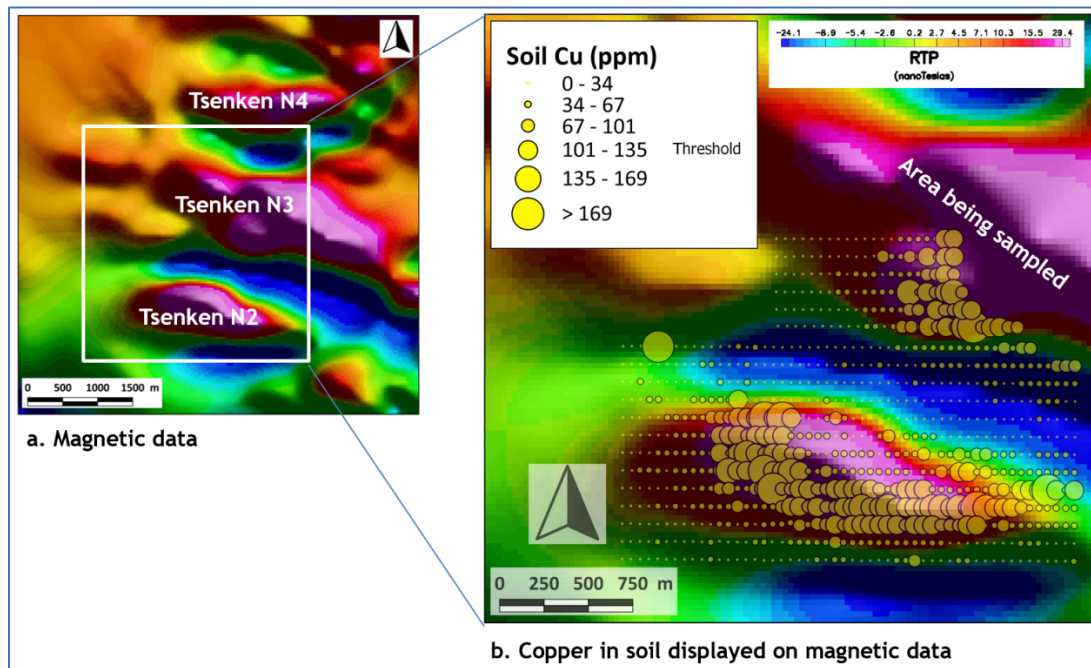 Tsenken N4
Tsenken N3
Tsenken N2
0 500 1000 1500 m
a. Magnetic data
Soil Cu (ppm)
0 - 34
34 - 67
67 - 101
101 - 135
135 - 169
> 169
Threshold
-24.1 -8.9 -5.4 -2.6 0.2 2.7 4.5 7.1 10.3 15.5 29.4
RTP
(nanoTeslas)
Area being sampled
0 250 500 750 m
b. Copper in soil displayed on magnetic data